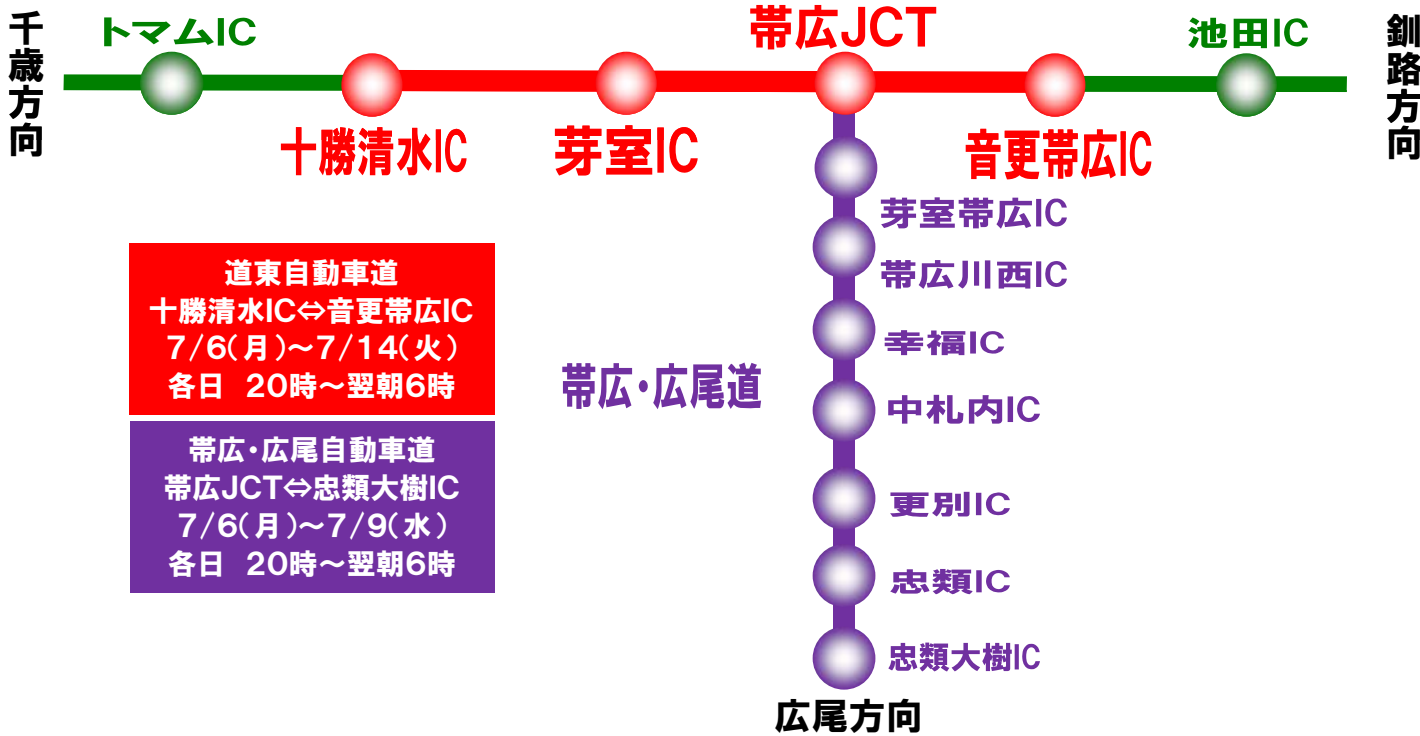 千歳方向
トマムIC
帯広JCT
池田IC
釧路方向
十勝清水IC
芽室IC
音更帯広IC
芽室帯広IC
帯広川西IC
幸福IC
中札内IC
更別IC
忠類IC
忠類大樹IC
広尾方向
帯広・広尾道
道東自動車道
十勝清水IC⇔音更帯広IC
7/6(月)～7/14(火)
各日 20時～翌朝6時
帯広・広尾自動車道
帯広JCT⇔忠類大樹IC
7/6(月)～7/9(水)
各日 20時～翌朝6時